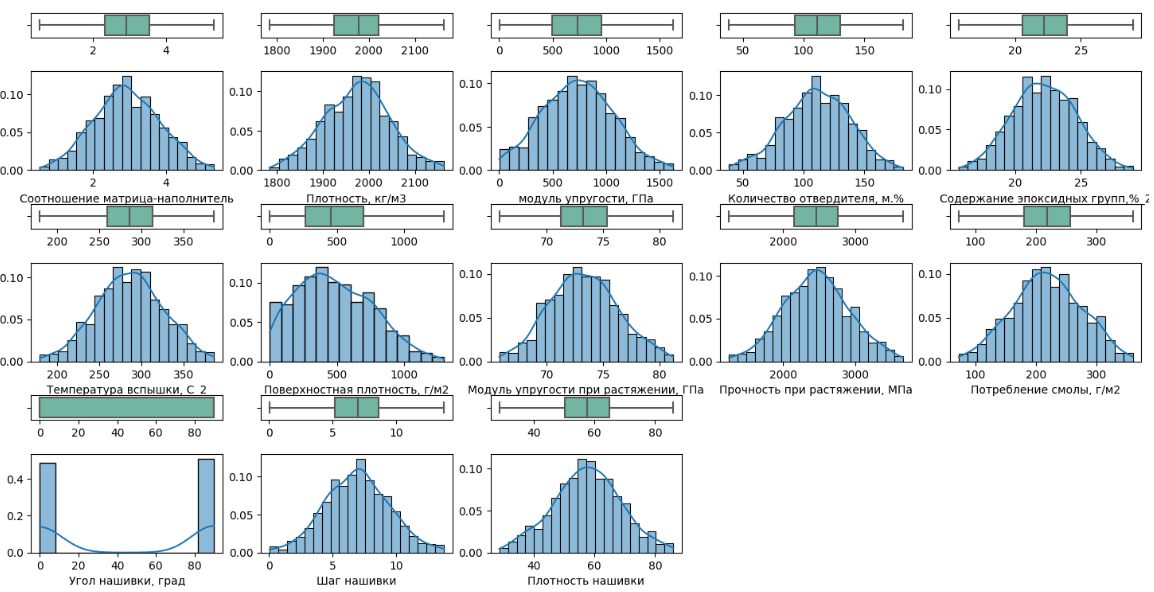 2 4
1800 1900 2000 2100
0 500 1000 1500
50 100 150
20 25
0.10
0.05
0.00
2 4
Соотношение матрица-наполнитель
0.10
0.05
0.00
1800 1900 2000 2100
Плотность, кг/м3
0.10
0.05
0.00
0 500 1000 1500
модуль упругости, ГПа
0.10
0.05
0.00
50 100 150
Количество отвердителя, м.%
0.10
0.05
0.00
20 25
Содержание эпоксидных групп,%_2
200 250 300 350
0 500 1000
70 75 80
2000 3000
100 200 300
0.10
0.05
0.00
200 250 300 350
Температура вспышки, С_2
0.10
0.05
0.00
0 500 1000
Поверхностная плотность, г/м2
0.10
0.05
0.00
70 75 80
Модуль упругости при растяжении, ГПа
0.10
0.05
0.00
2000 3000
Прочность при растяжении, МПа
0.10
0.05
0.00
100 200 300
Потребление смолы, г/м2
0 20 40 60 80
0 5 10
40 60 80
0.4
0.2
0.0
0 20 40 60 80
Угол нашивки, град
0.10
0.05
0.00
0 5 10
Шаг нашивки
0.10
0.05
0.00
40 60 80
Плотность нашивки